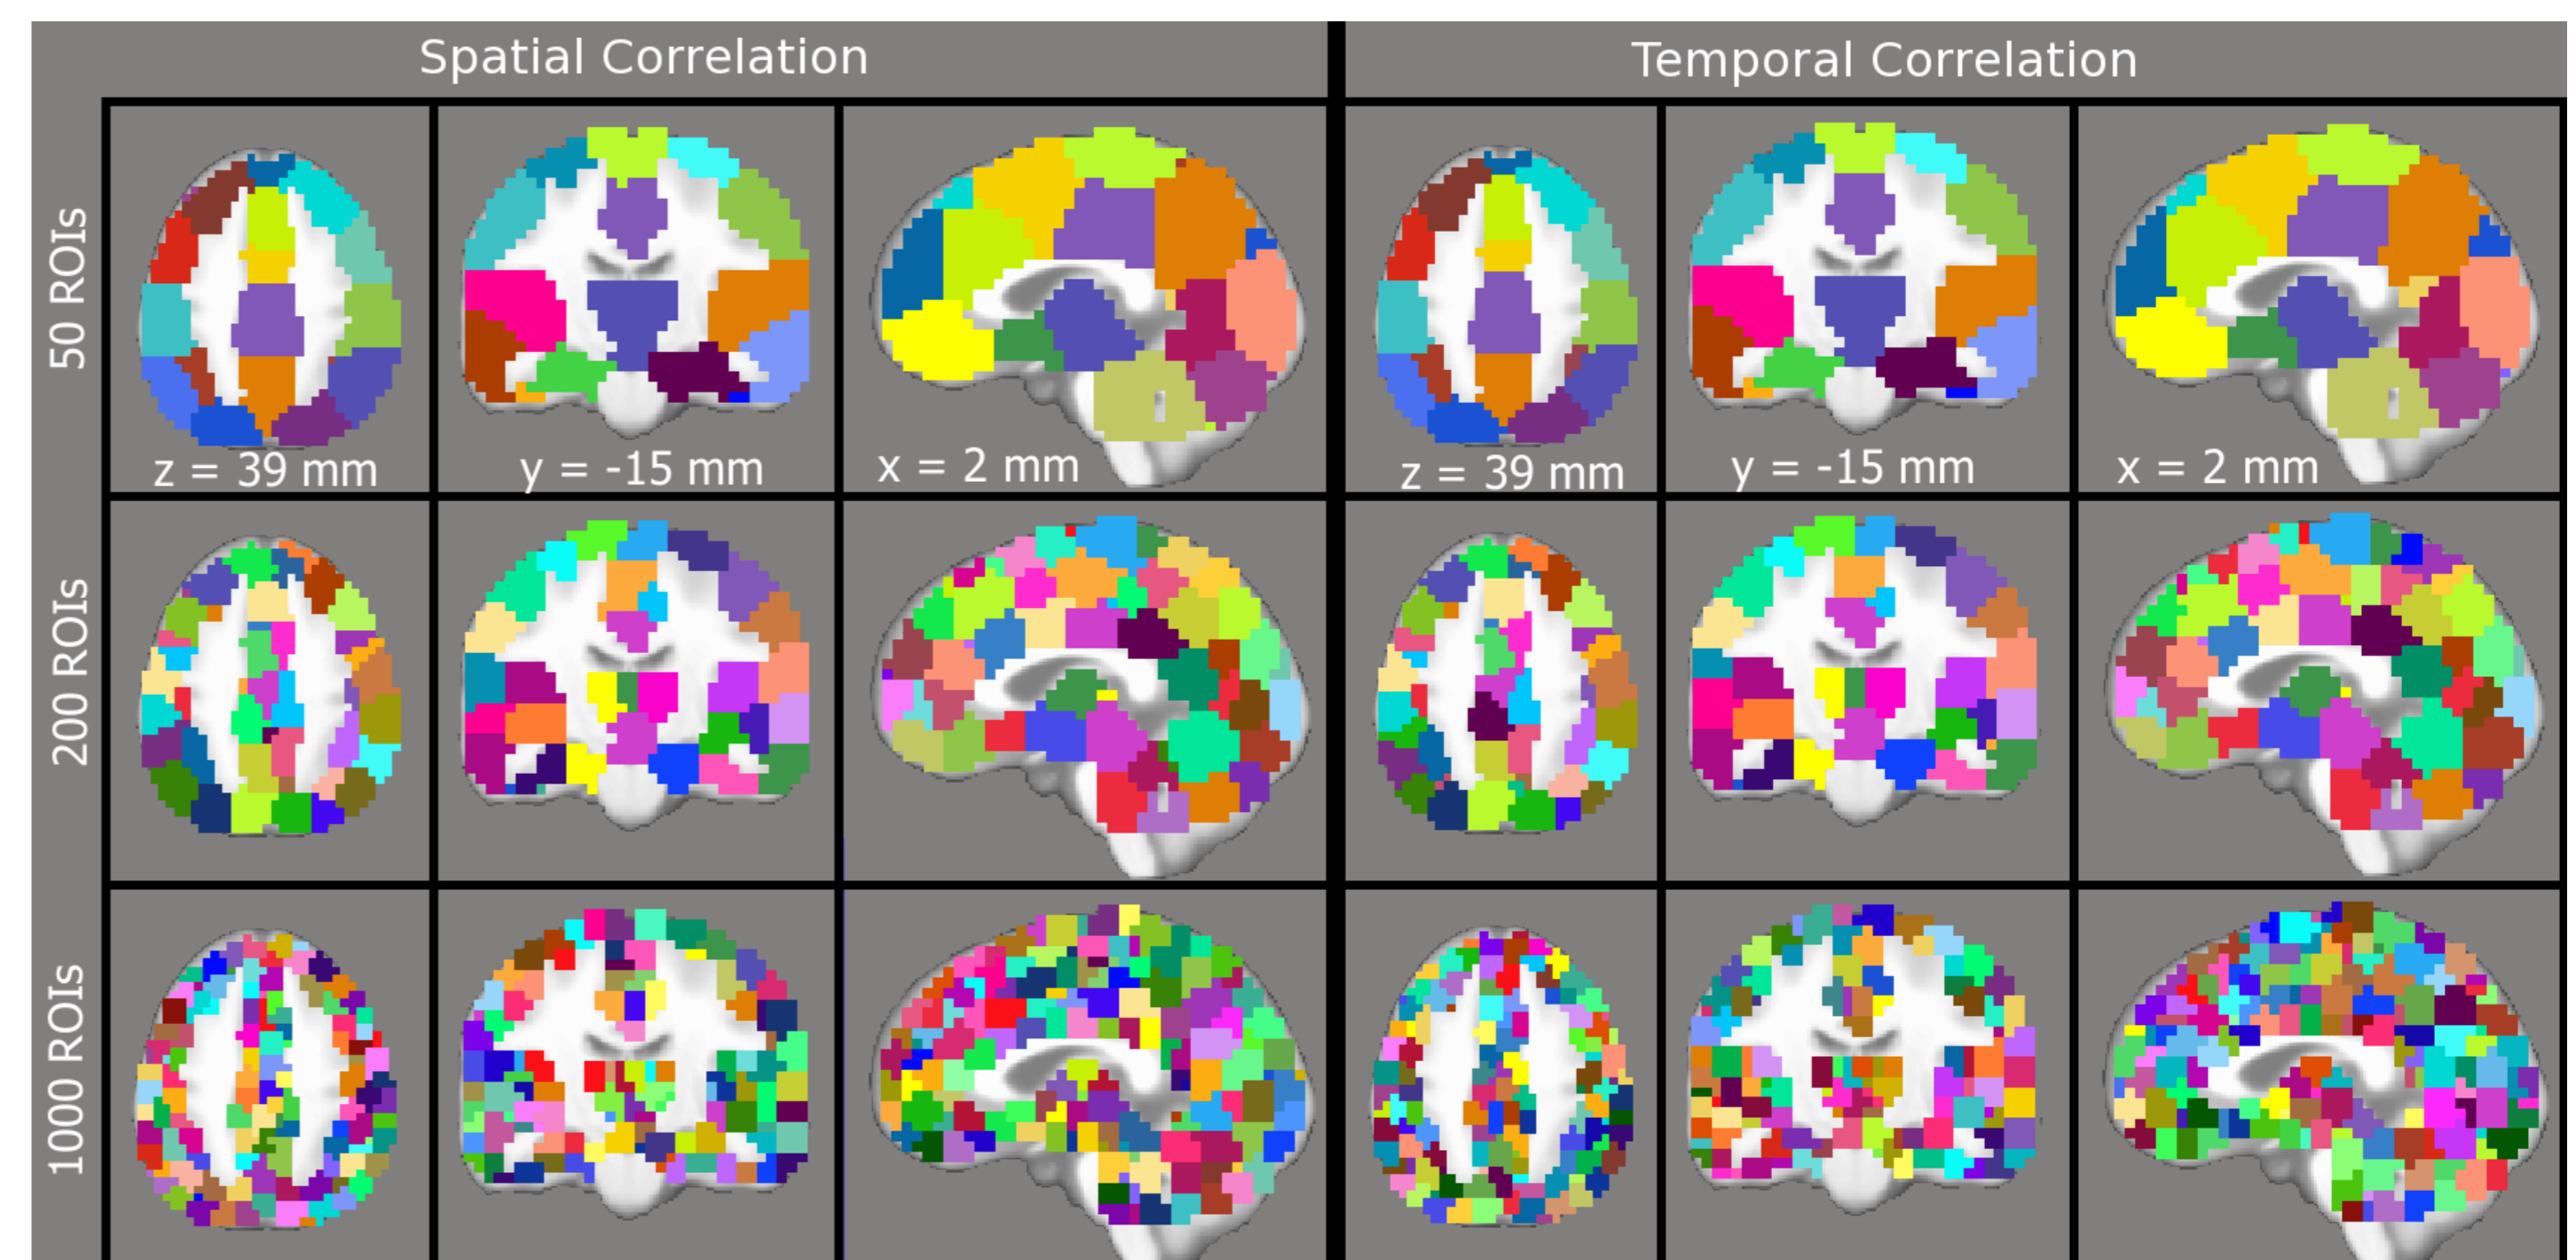 Spatial Correlation
Temporal Correlation
50 ROIs
z = 39 mm
y = -15 mm
x = 2 mm
z = 39 mm
y = -15 mm
x = 2 mm
200 ROIs
1000 ROIs